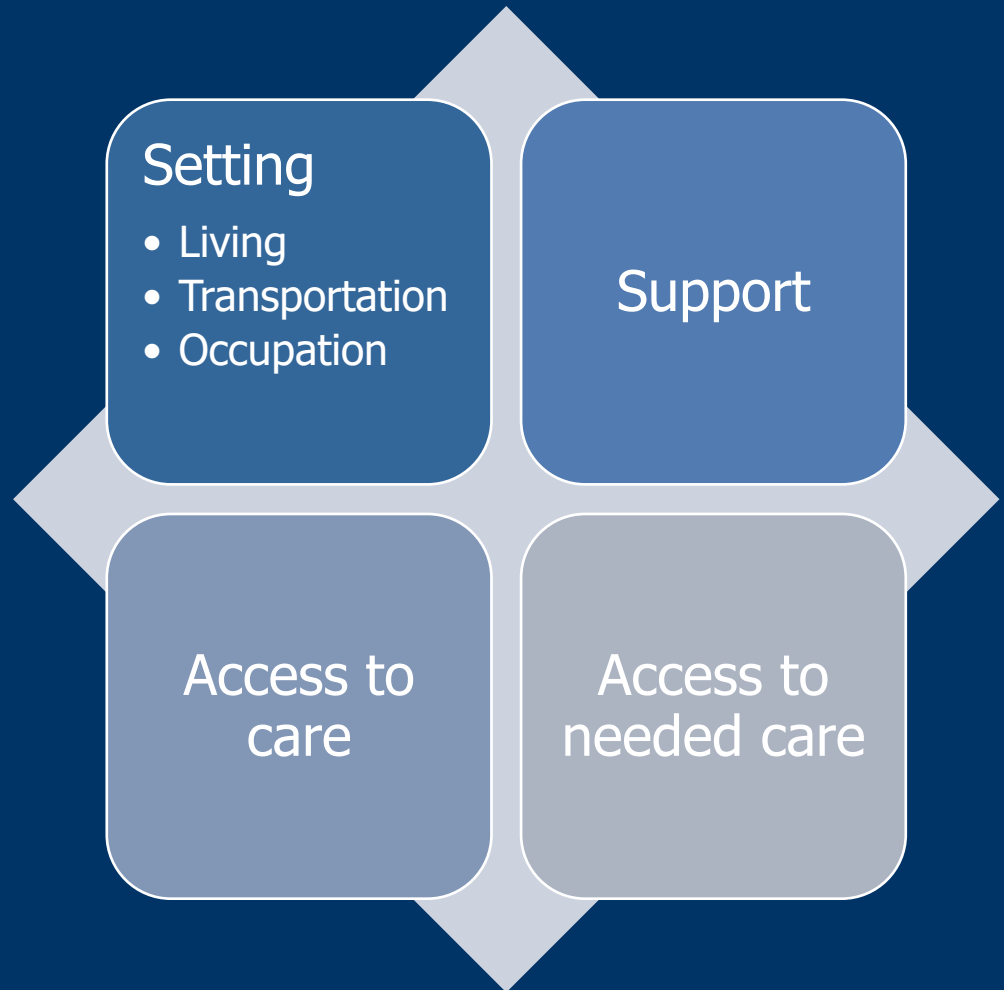 Setting
• Living
• Transportation
• Occupation
Support
Access to
care
Access to
needed care